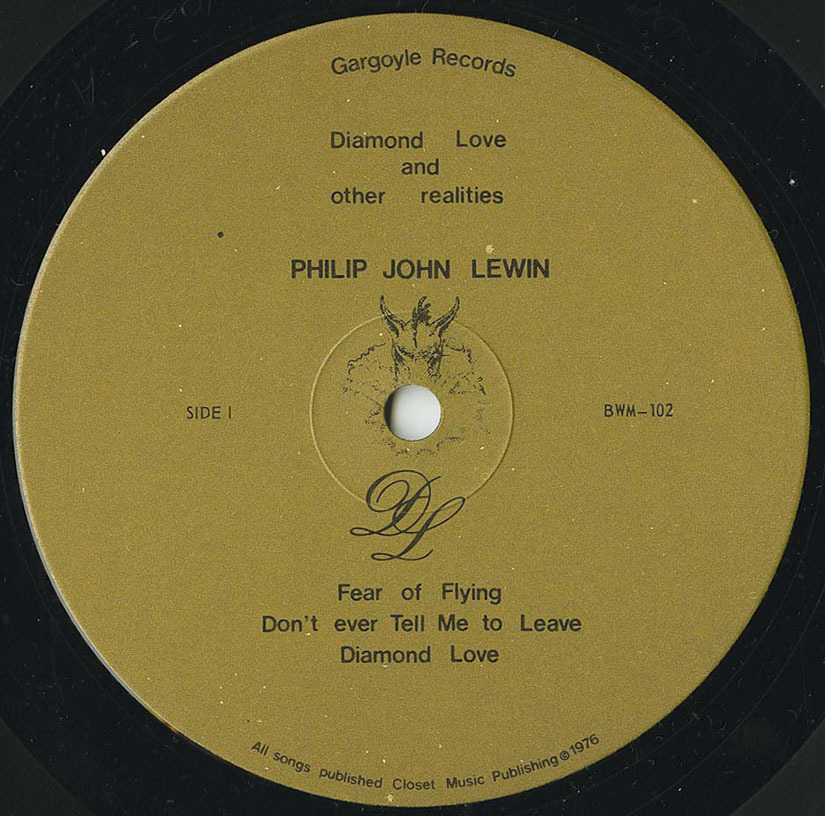 Gargoyle Records
Diamond Love
and
other realities
PHILIP JOHN LEWIN
SIDE I
BWM-102
DL
Fear of Flying
Don't ever Tell Me to Leave
Diamond Love
All songs published Closet Music Publishing © 1976